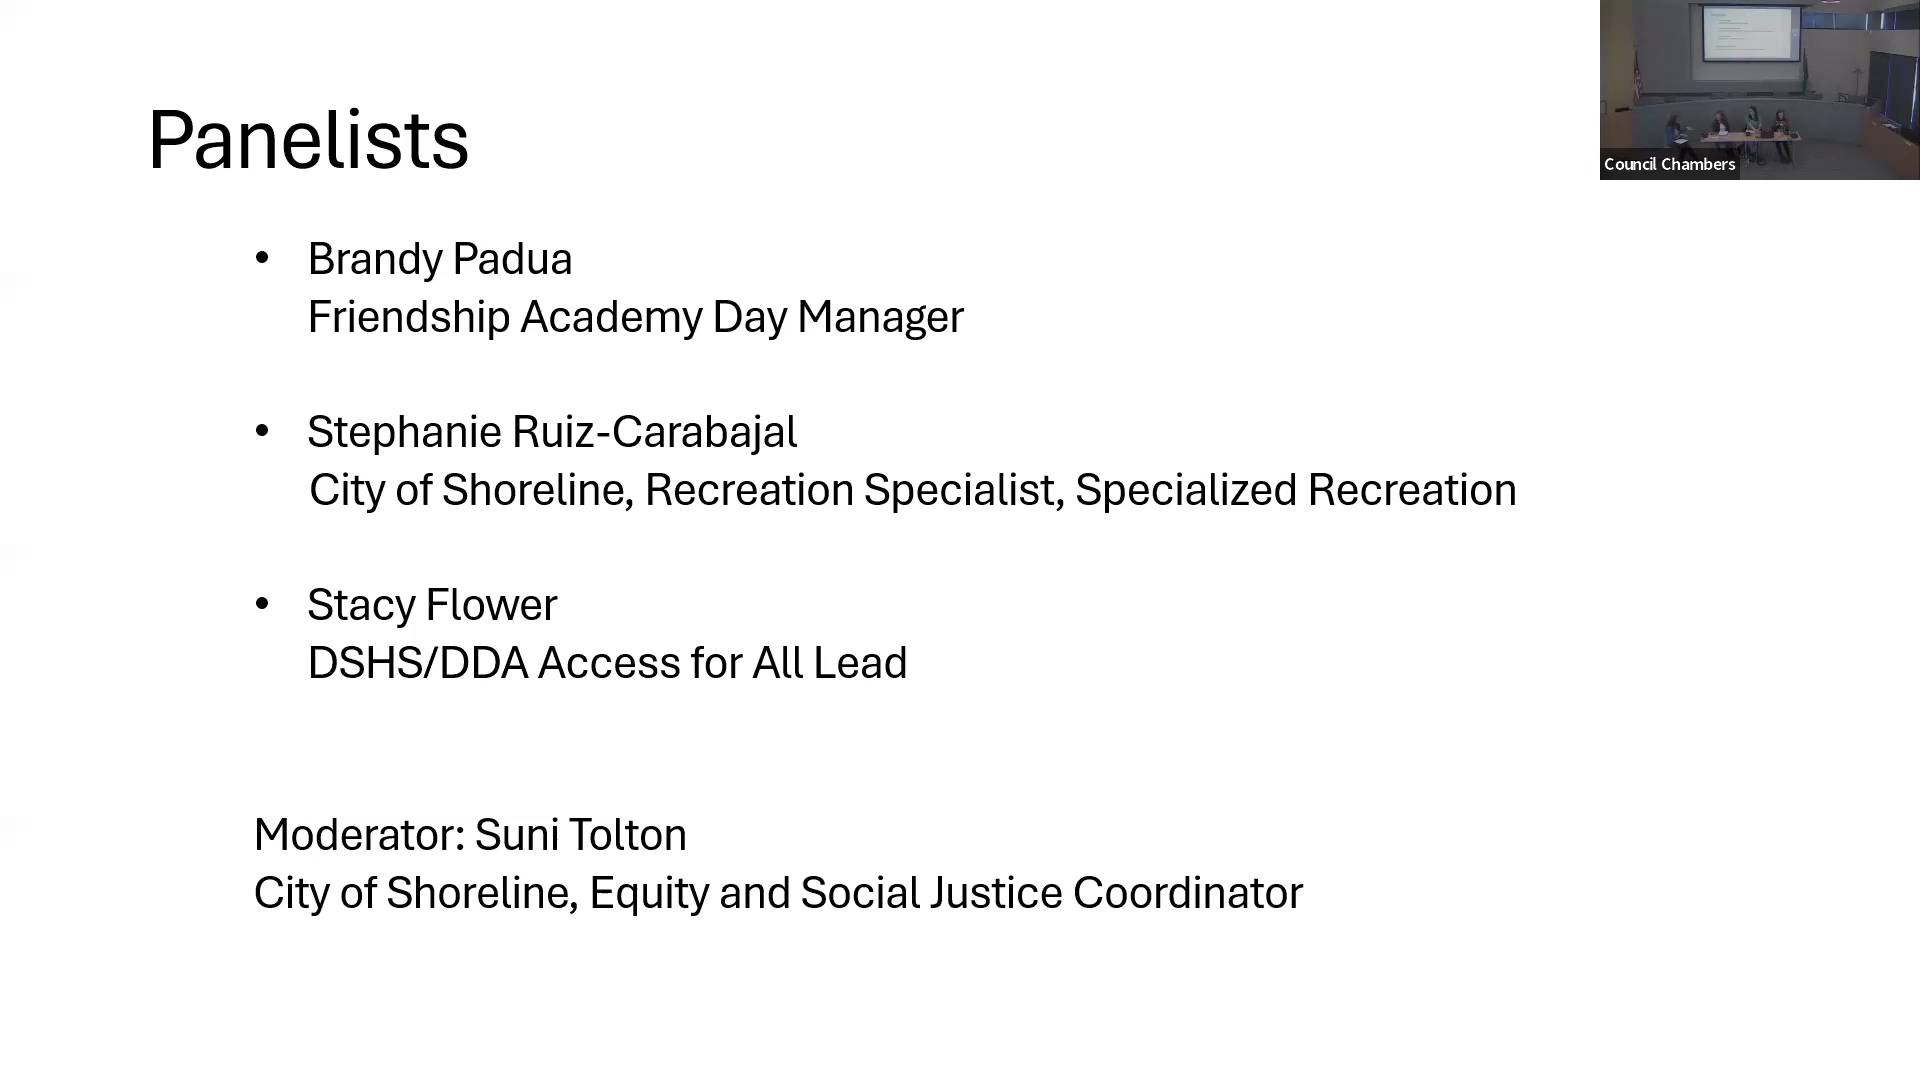 Panelists
Council Chambers
• Brandy Padua
Friendship Academy Day Manager
• Stephanie Ruiz-Carabajal
City of Shoreline, Recreation Specialist, Specialized Recreation
• Stacy Flower
DSHS/DDA Access for All Lead
Moderator: Suni Tolton
City of Shoreline, Equity and Social Justice Coordinator